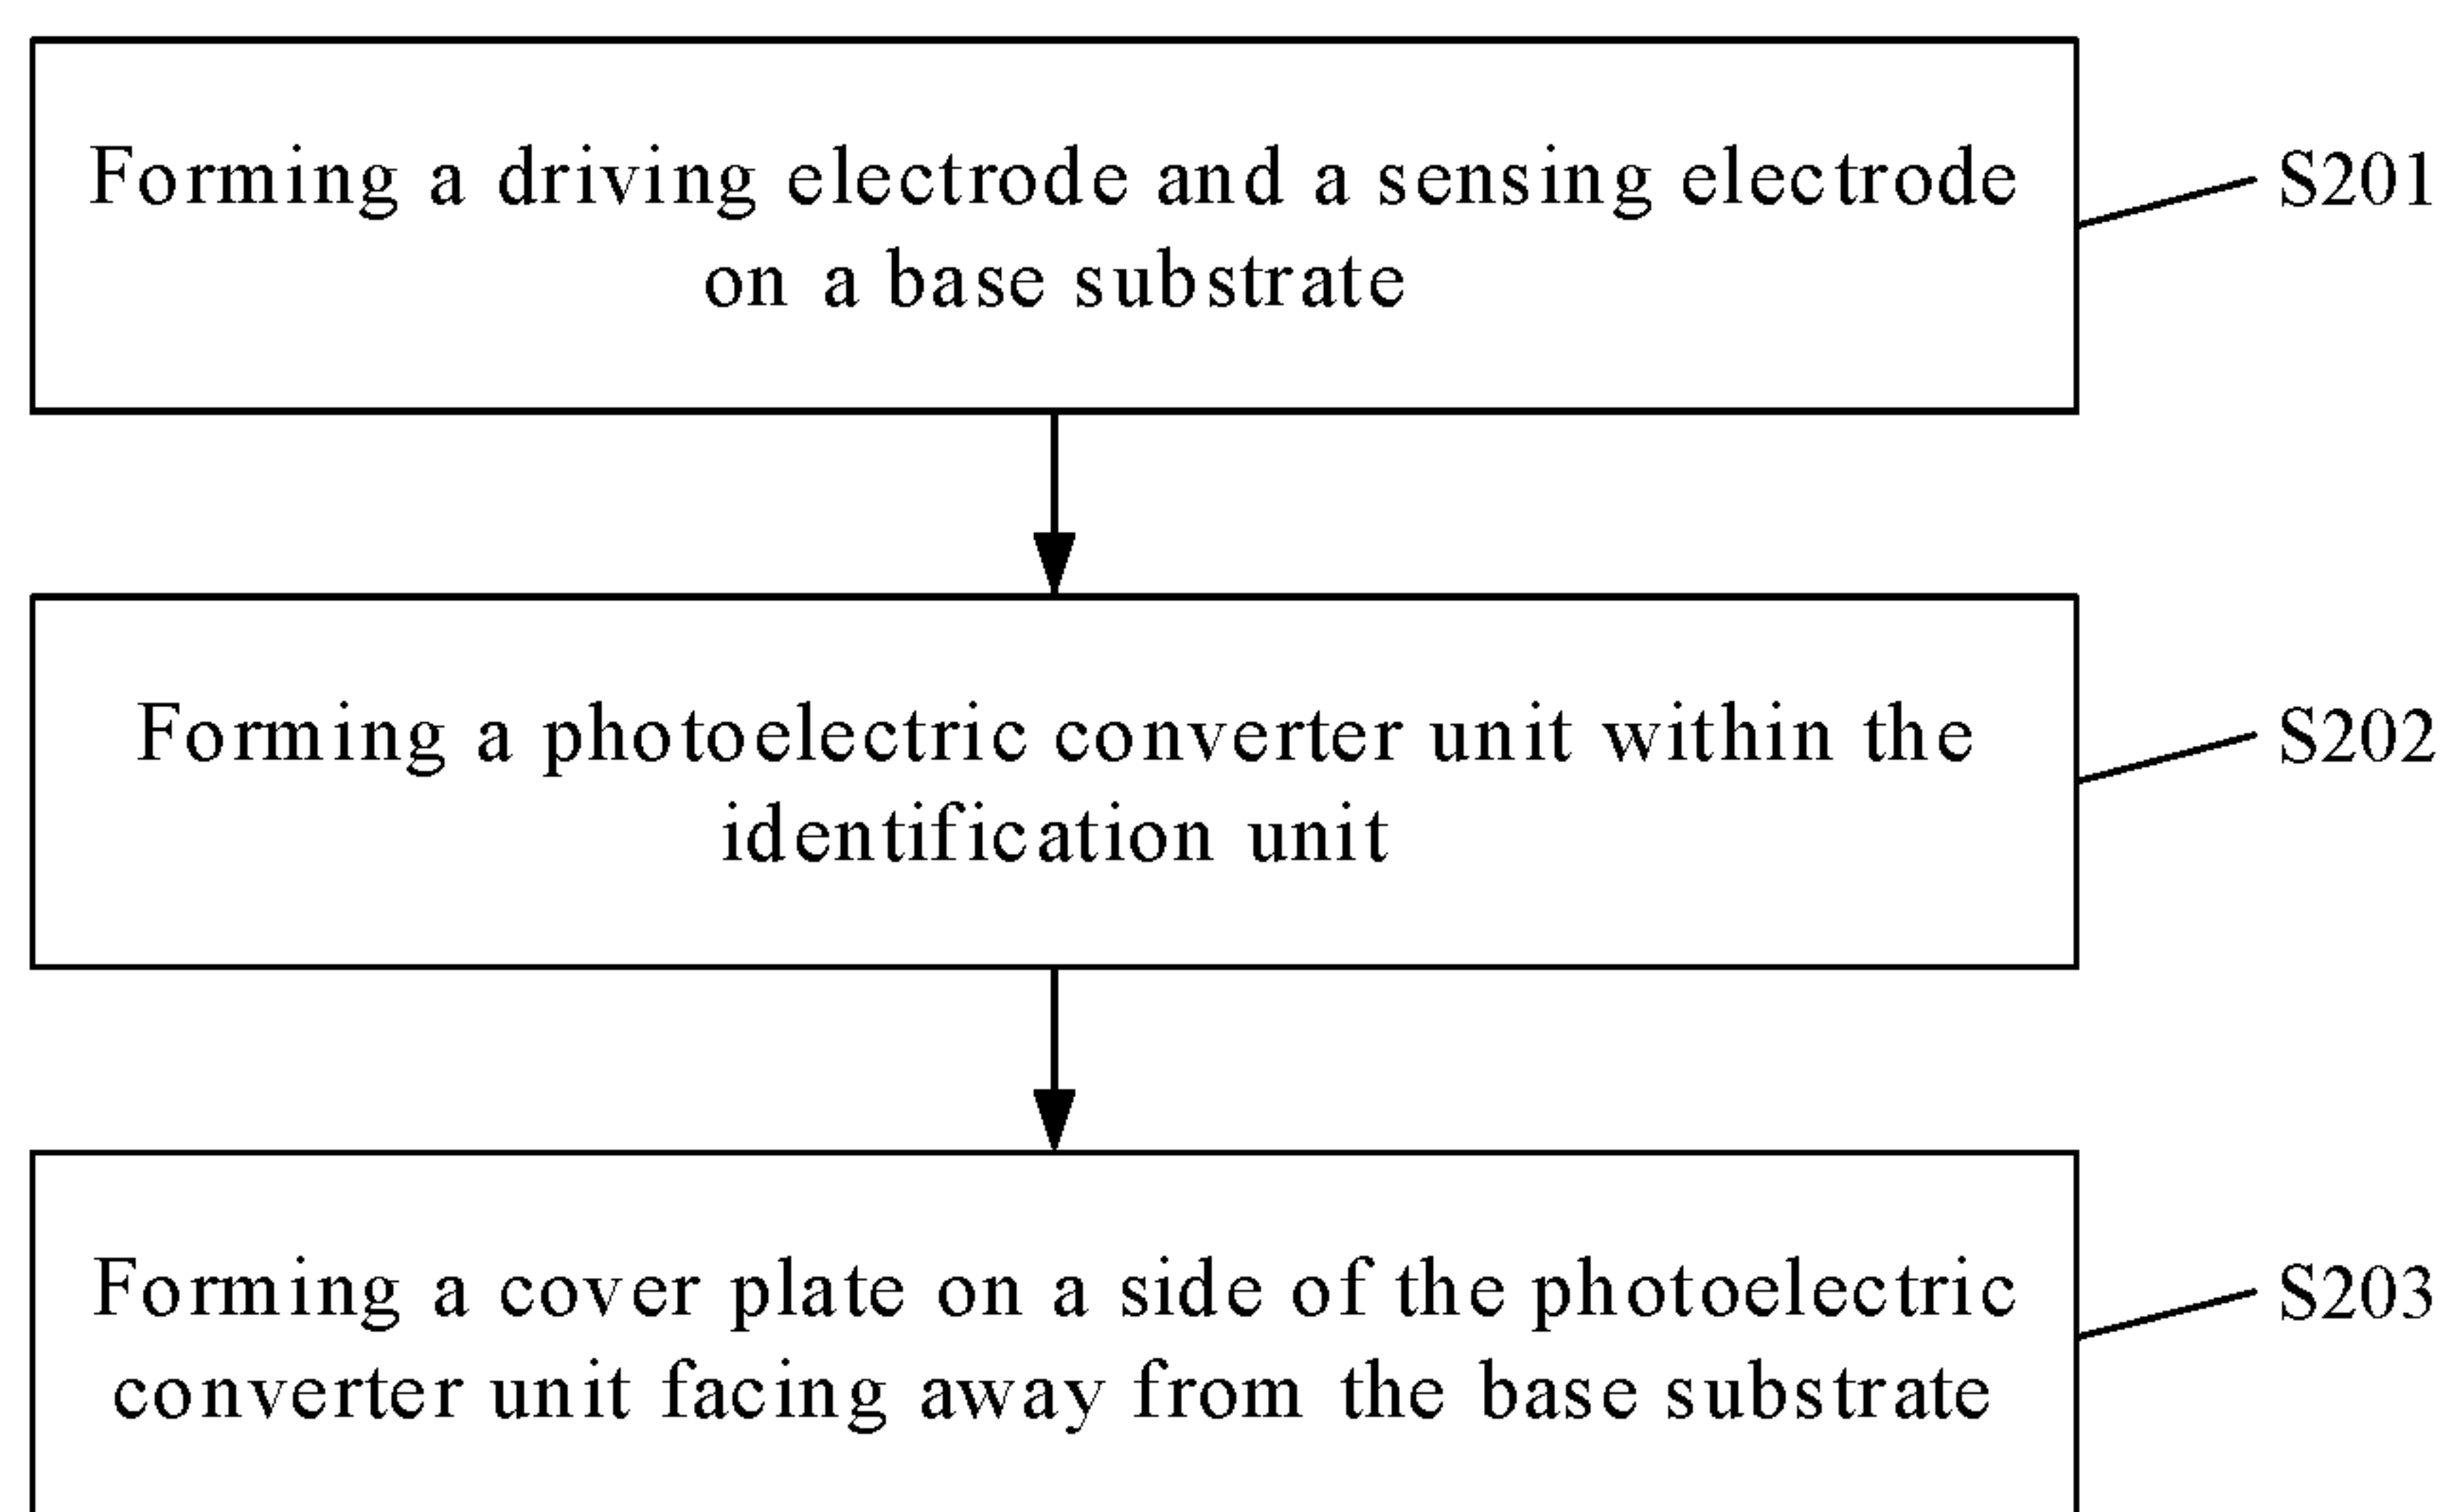 Forming a driving electrode and a sensing electrode
on a base substrate
S201
Forming a photoelectric converter unit within the
identification unit
S202
Forming a cover plate on a side of the photoelectric
converter unit facing away from the base substrate
S203